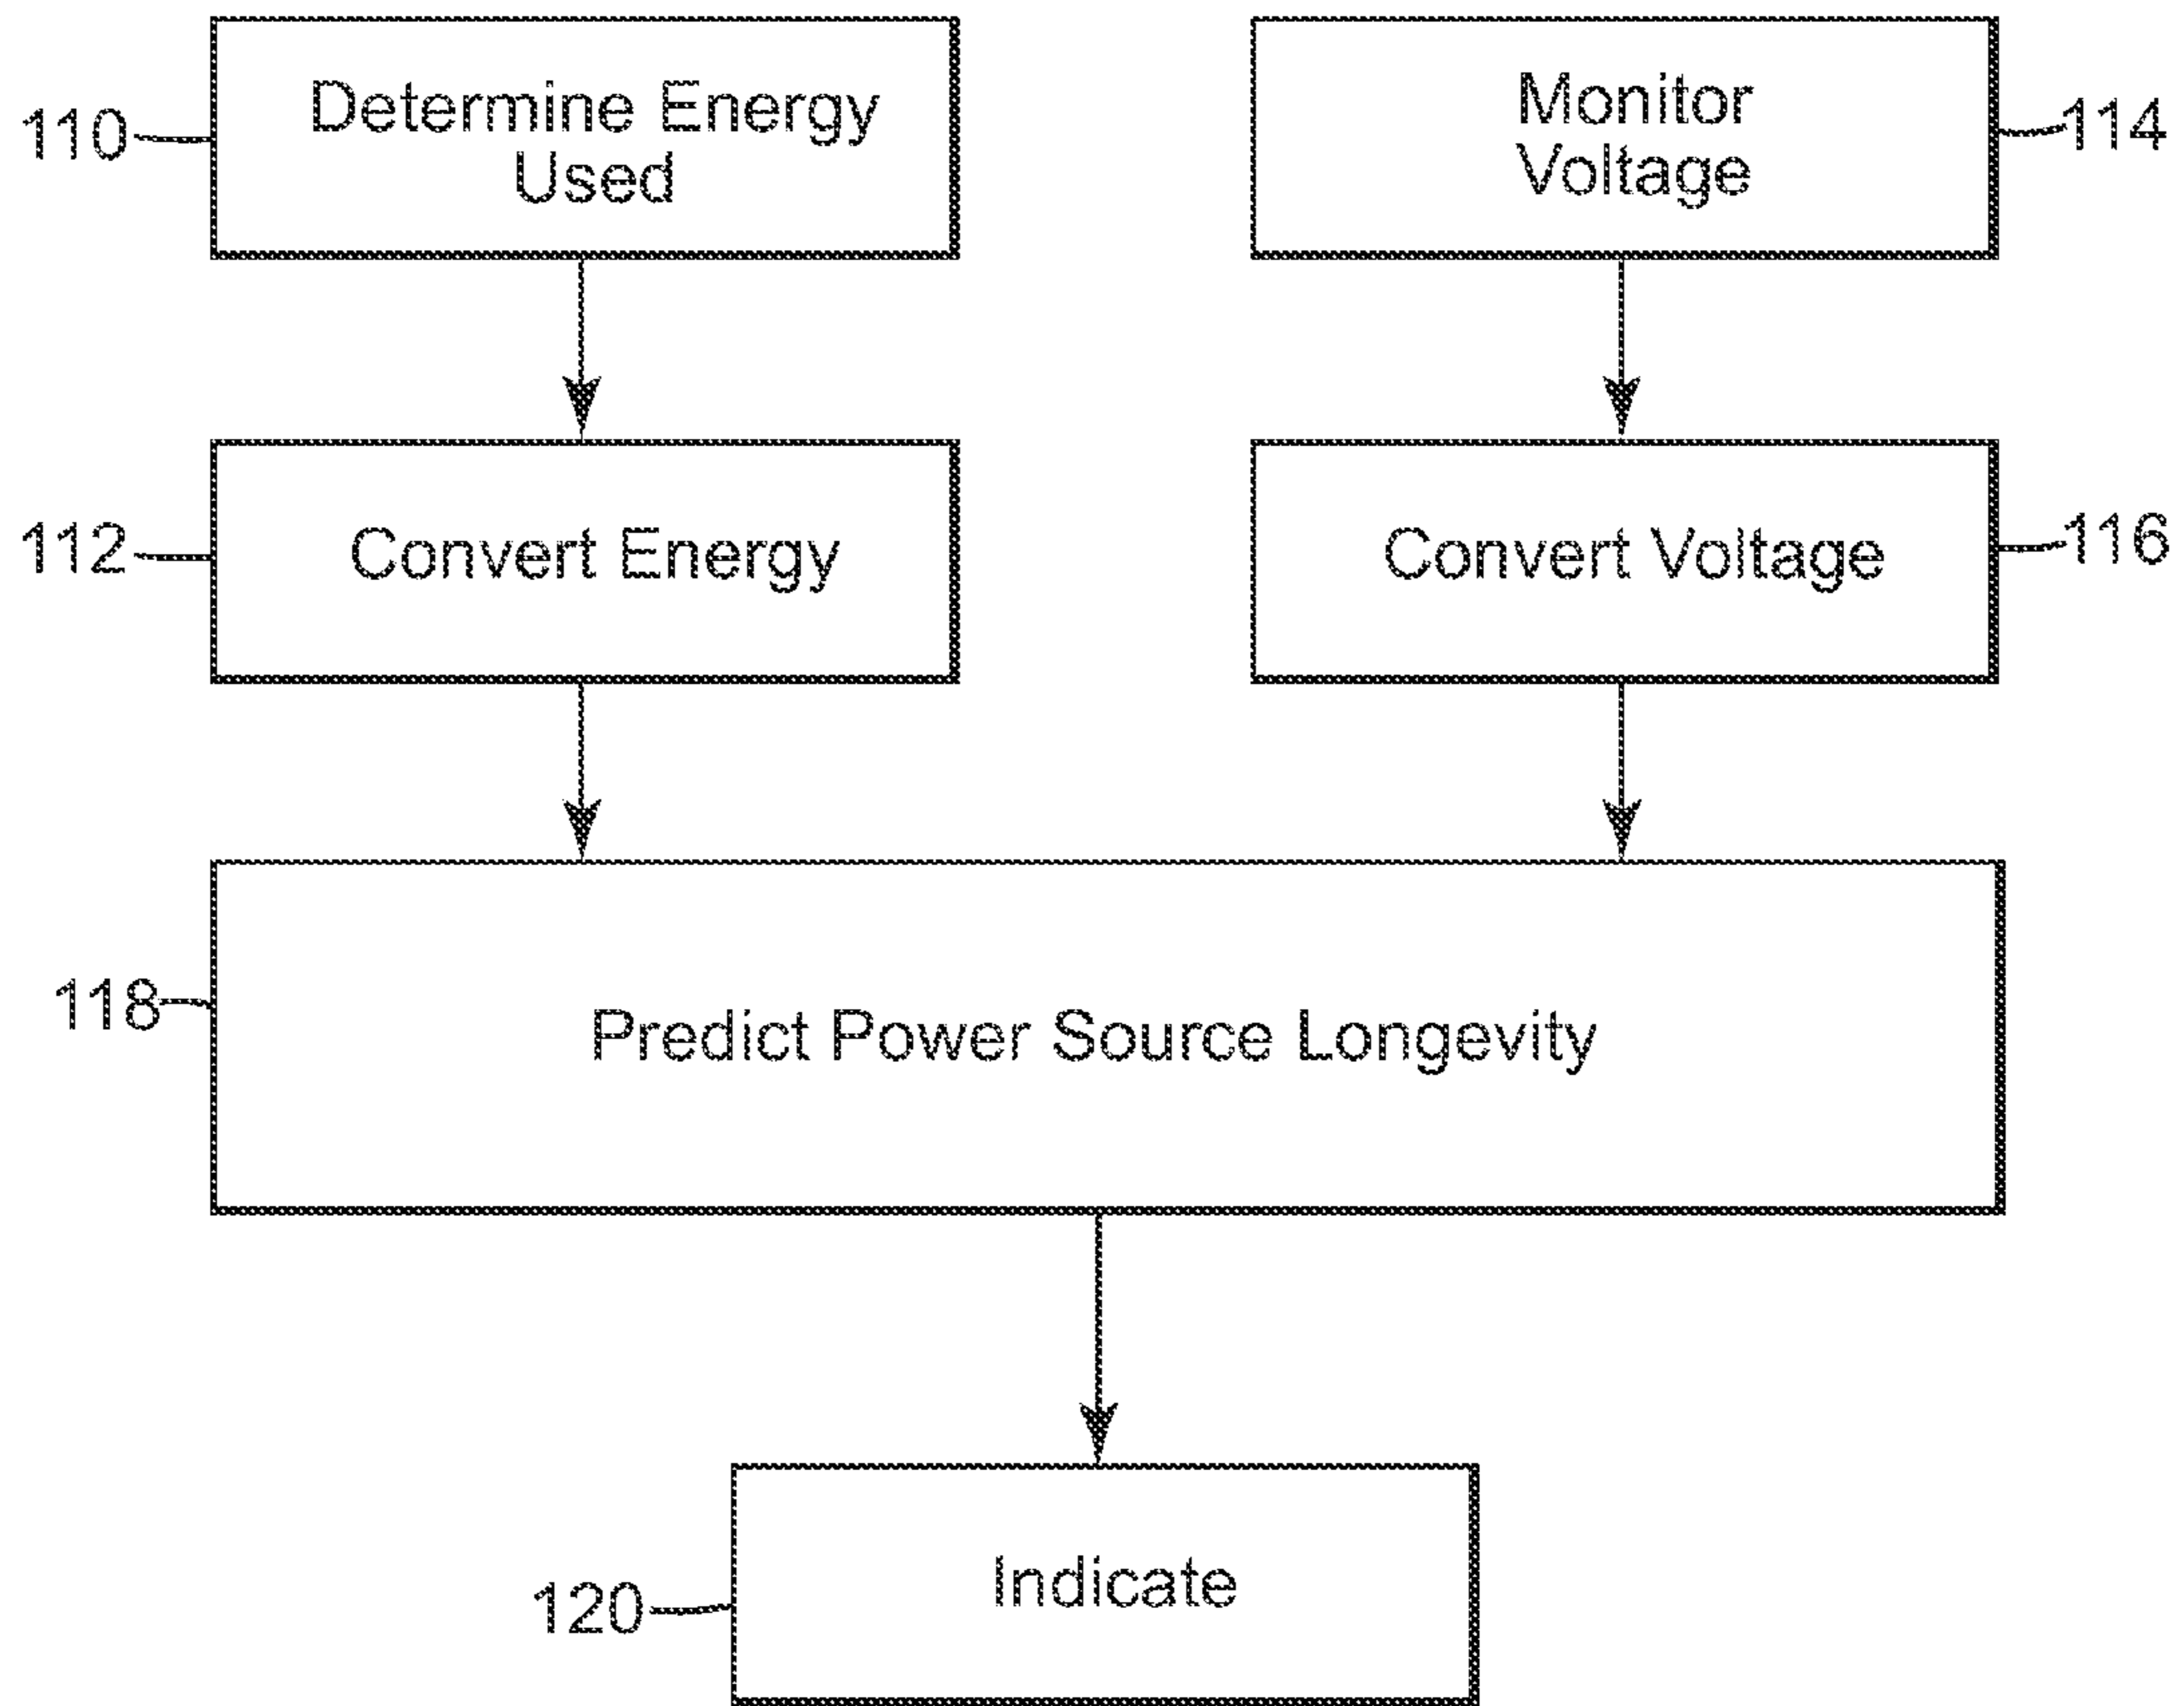 110
Determine Energy
Used
Monitor
Voltage
114
112
Convert Energy
Convert Voltage
116
118
Predict Power Source Longevity
120
Indicate